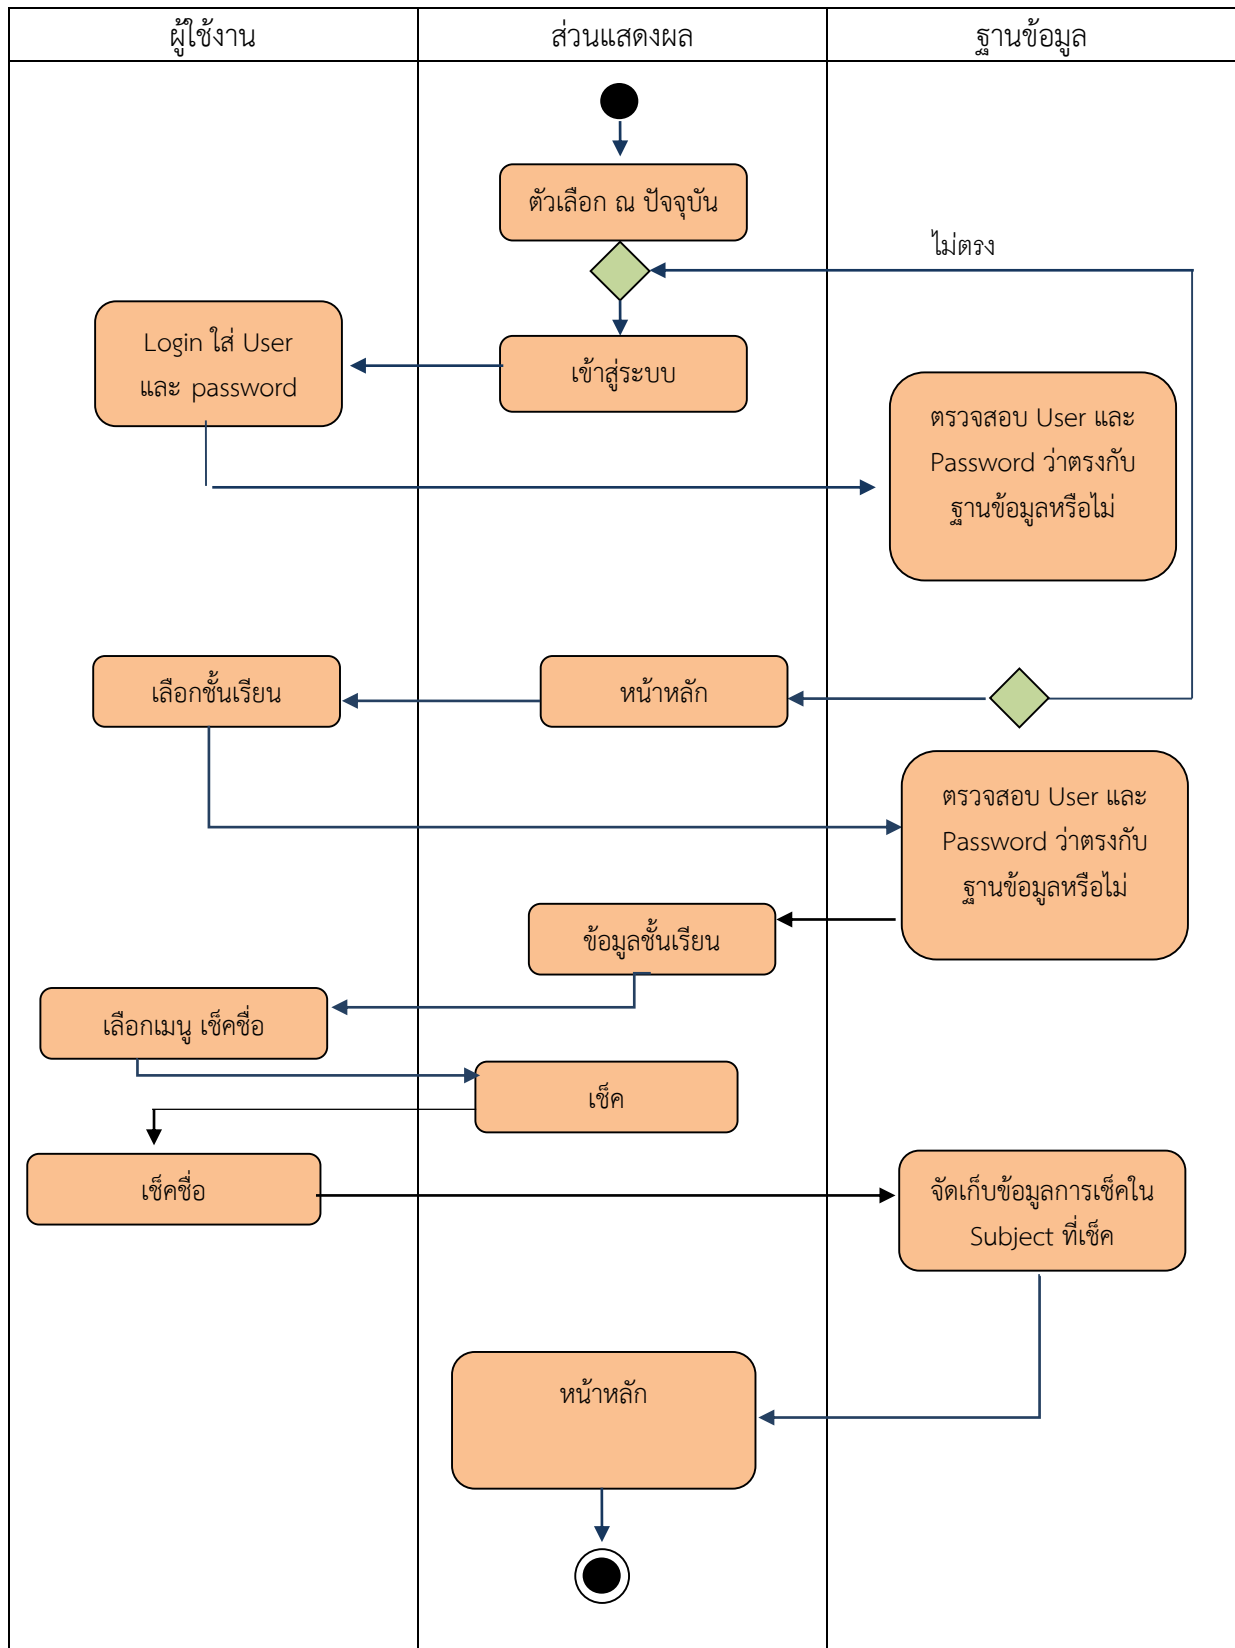 ผู้ใช้งาน
ส่วนแสดงผล
ฐานข้อมูล
ตัวเลือก ณ ปัจจุบัน
ไม่ตรง
Login ใส่ User
และ password
เข้าสู่ระบบ
ตรวจสอบ User และ
Password ว่าตรงกับ
ฐานข้อมูลหรือไม่
เลือกชั้นเรียน
หน้าหลัก
ตรวจสอบ User และ
Password ว่าตรงกับ
ฐานข้อมูลหรือไม่
ข้อมูลชั้นเรียน
เลือกเมนู เช็คชื่อ
เช็ค
เช็คชื่อ
จัดเก็บข้อมูลการเช็คใน
Subject ที่เช็ค
หน้าหลัก